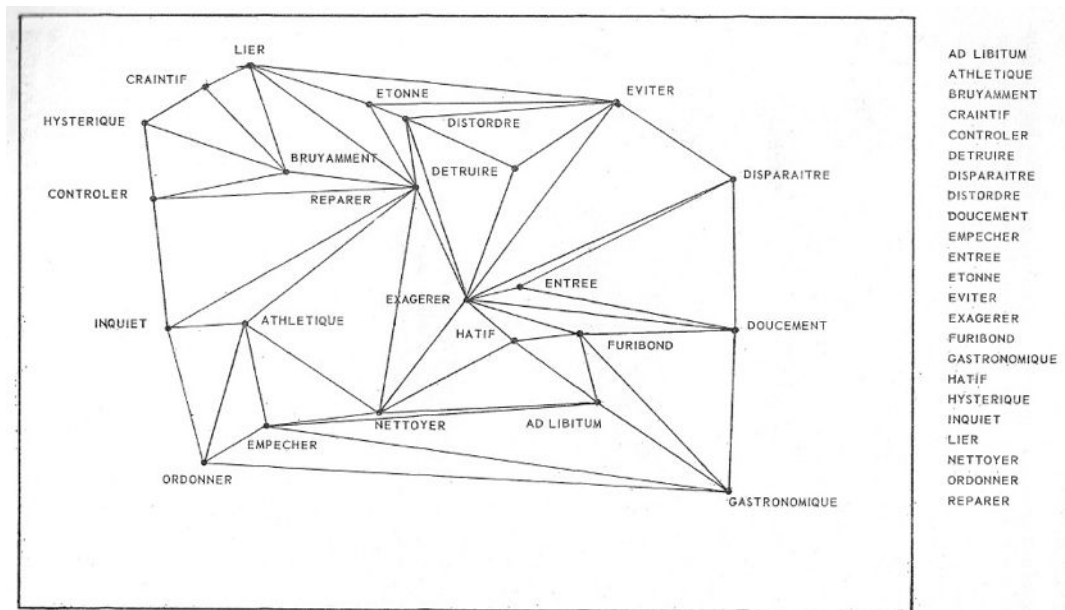 LIER
CRAINTIF
ETONNE
EVITER
HYSTERIQUE
DISTORDRE
BRUYAMMENT
DETRUIRE
DISPARAITRE
CONTROLER
REPARER
ENTREE
EXAGERER
INQUIET
ATHLETIQUE
HATIF
FURIBOND
DOUCEMENT
NETTOYER
AD LIBITUM
EMPECHER
ORDONNER
GASTRONOMIQUE
AD LIBITUM
ATHLETIQUE
BRUYAMMENT
CRAINTIF
CONTROLER
DETRUIRE
DISPARAITRE
DISTORDRE
DOUCEMENT
EMPECHER
ENTREE
ETONNE
EVITER
EXAGERER
FURIBOND
GASTRONOMIQUE
HATIF
HYSTERIQUE
INQUIET
LIER
NETTOYER
ORDONNER
REPARER